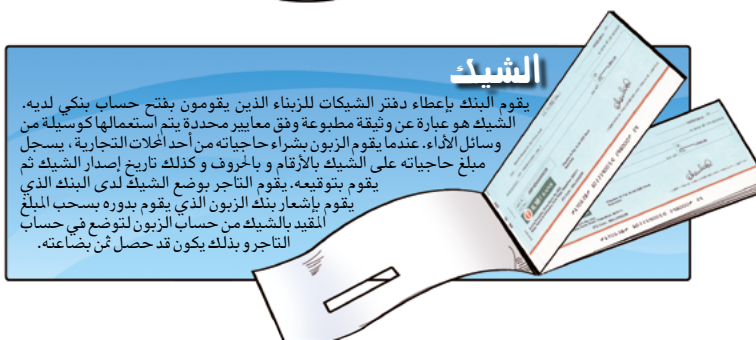 الشيك
يقوم البنك بإعطاء دفتر الشيكات للزبناء الذين يقومون بفتح حساب بنكي لديه.
الشيك هو عبارة عن وثيقة مطبوعة وفق معايير محددة يتم استعمالها كوسيلة من
وسائل الأداء. عندما يقوم الزبون بشراء حاجياته من أحد المحلات التجارية، يسجل
مبلغ حاجياته على الشيك بالأرقام و بالحروف و كذلك تاريخ إصدار الشيك ثم
يقوم بتوقيعه. يقوم التاجر بوضع الشيك لدى البنك الذي
يقوم بإشعار بنك الزبون الذي يقوم بدوره بسحب المبلغ
المقيد بالشيك من حساب الزبون لتوضع في حساب
التاجر و بذلك يكون قد حصل ثمن بضاعته.